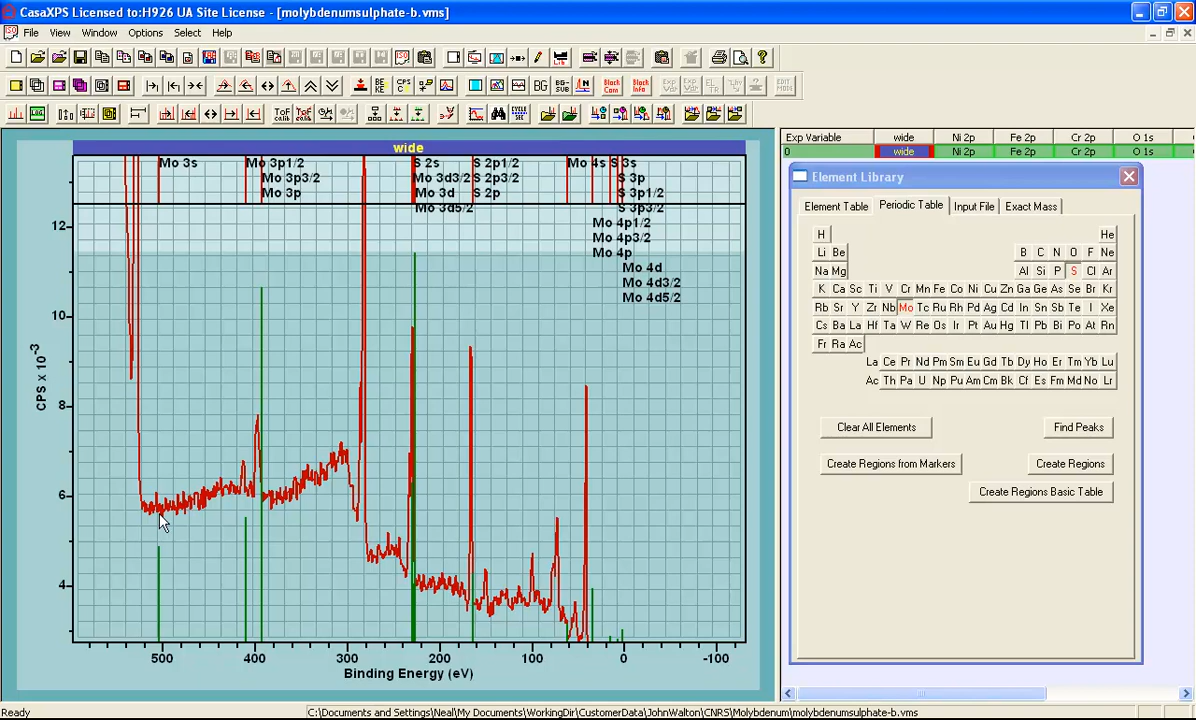 CasaXPS Licensed to:H926 UA Site License - [molybdenumsulphate-b.vms]
File View Window Options Select Help
Exp Variable wide Ni 2p Fe 2p Cr 2p O 1s
0 wide Ni 2p Fe 2p Cr 2p O 1s
wide
Mo 3s Mo 3p1/2 S 2s S 2p1/2 Mo 4s S 3s
Mo 3p3/2 Mo 3d3/2 S 2p3/2 S 3p
Mo 3p Mo 3d S 2p S 3p1/2
Mo 3d5/2 S 3p3/2
Mo 4p1/2
Mo 4p3/2
Mo 4p
Mo 4d
Mo 4d3/2
Mo 4d5/2
12
10
8
6
4
CPS x 10-3
500 400 300 200 100 0 -100
Binding Energy (eV)
Element Library
Element Table Periodic Table Input File Exact Mass
H He
Li Be B C N O F Ne
Na Mg Al Si P S Cl Ar
K Ca Sc Ti V Cr Mn Fe Co Ni Cu Zn Ga Ge As Se Br Kr
Rb Sr Y Zr Nb Mo Tc Ru Rh Pd Ag Cd In Sn Sb Te I Xe
Cs Ba La Hf Ta W Re Os Ir Pt Au Hg Tl Pb Bi Po At Rn
Fr Ra Ac
La Ce Pr Nd Pm Sm Eu Gd Tb Dy Ho Er Tm Yb Lu
Ac Th Pa U Np Pu Am Cm Bk Cf Es Fm Md No Lr
Clear All Elements Find Peaks
Create Regions from Markers Create Regions
Create Regions Basic Table
Ready C:\Documents and Settings\Neal\My Documents\WorkingDir\CustomerData\JohnWalton\CNRS\Molybdenum\molybdenumsulphate-b.vms